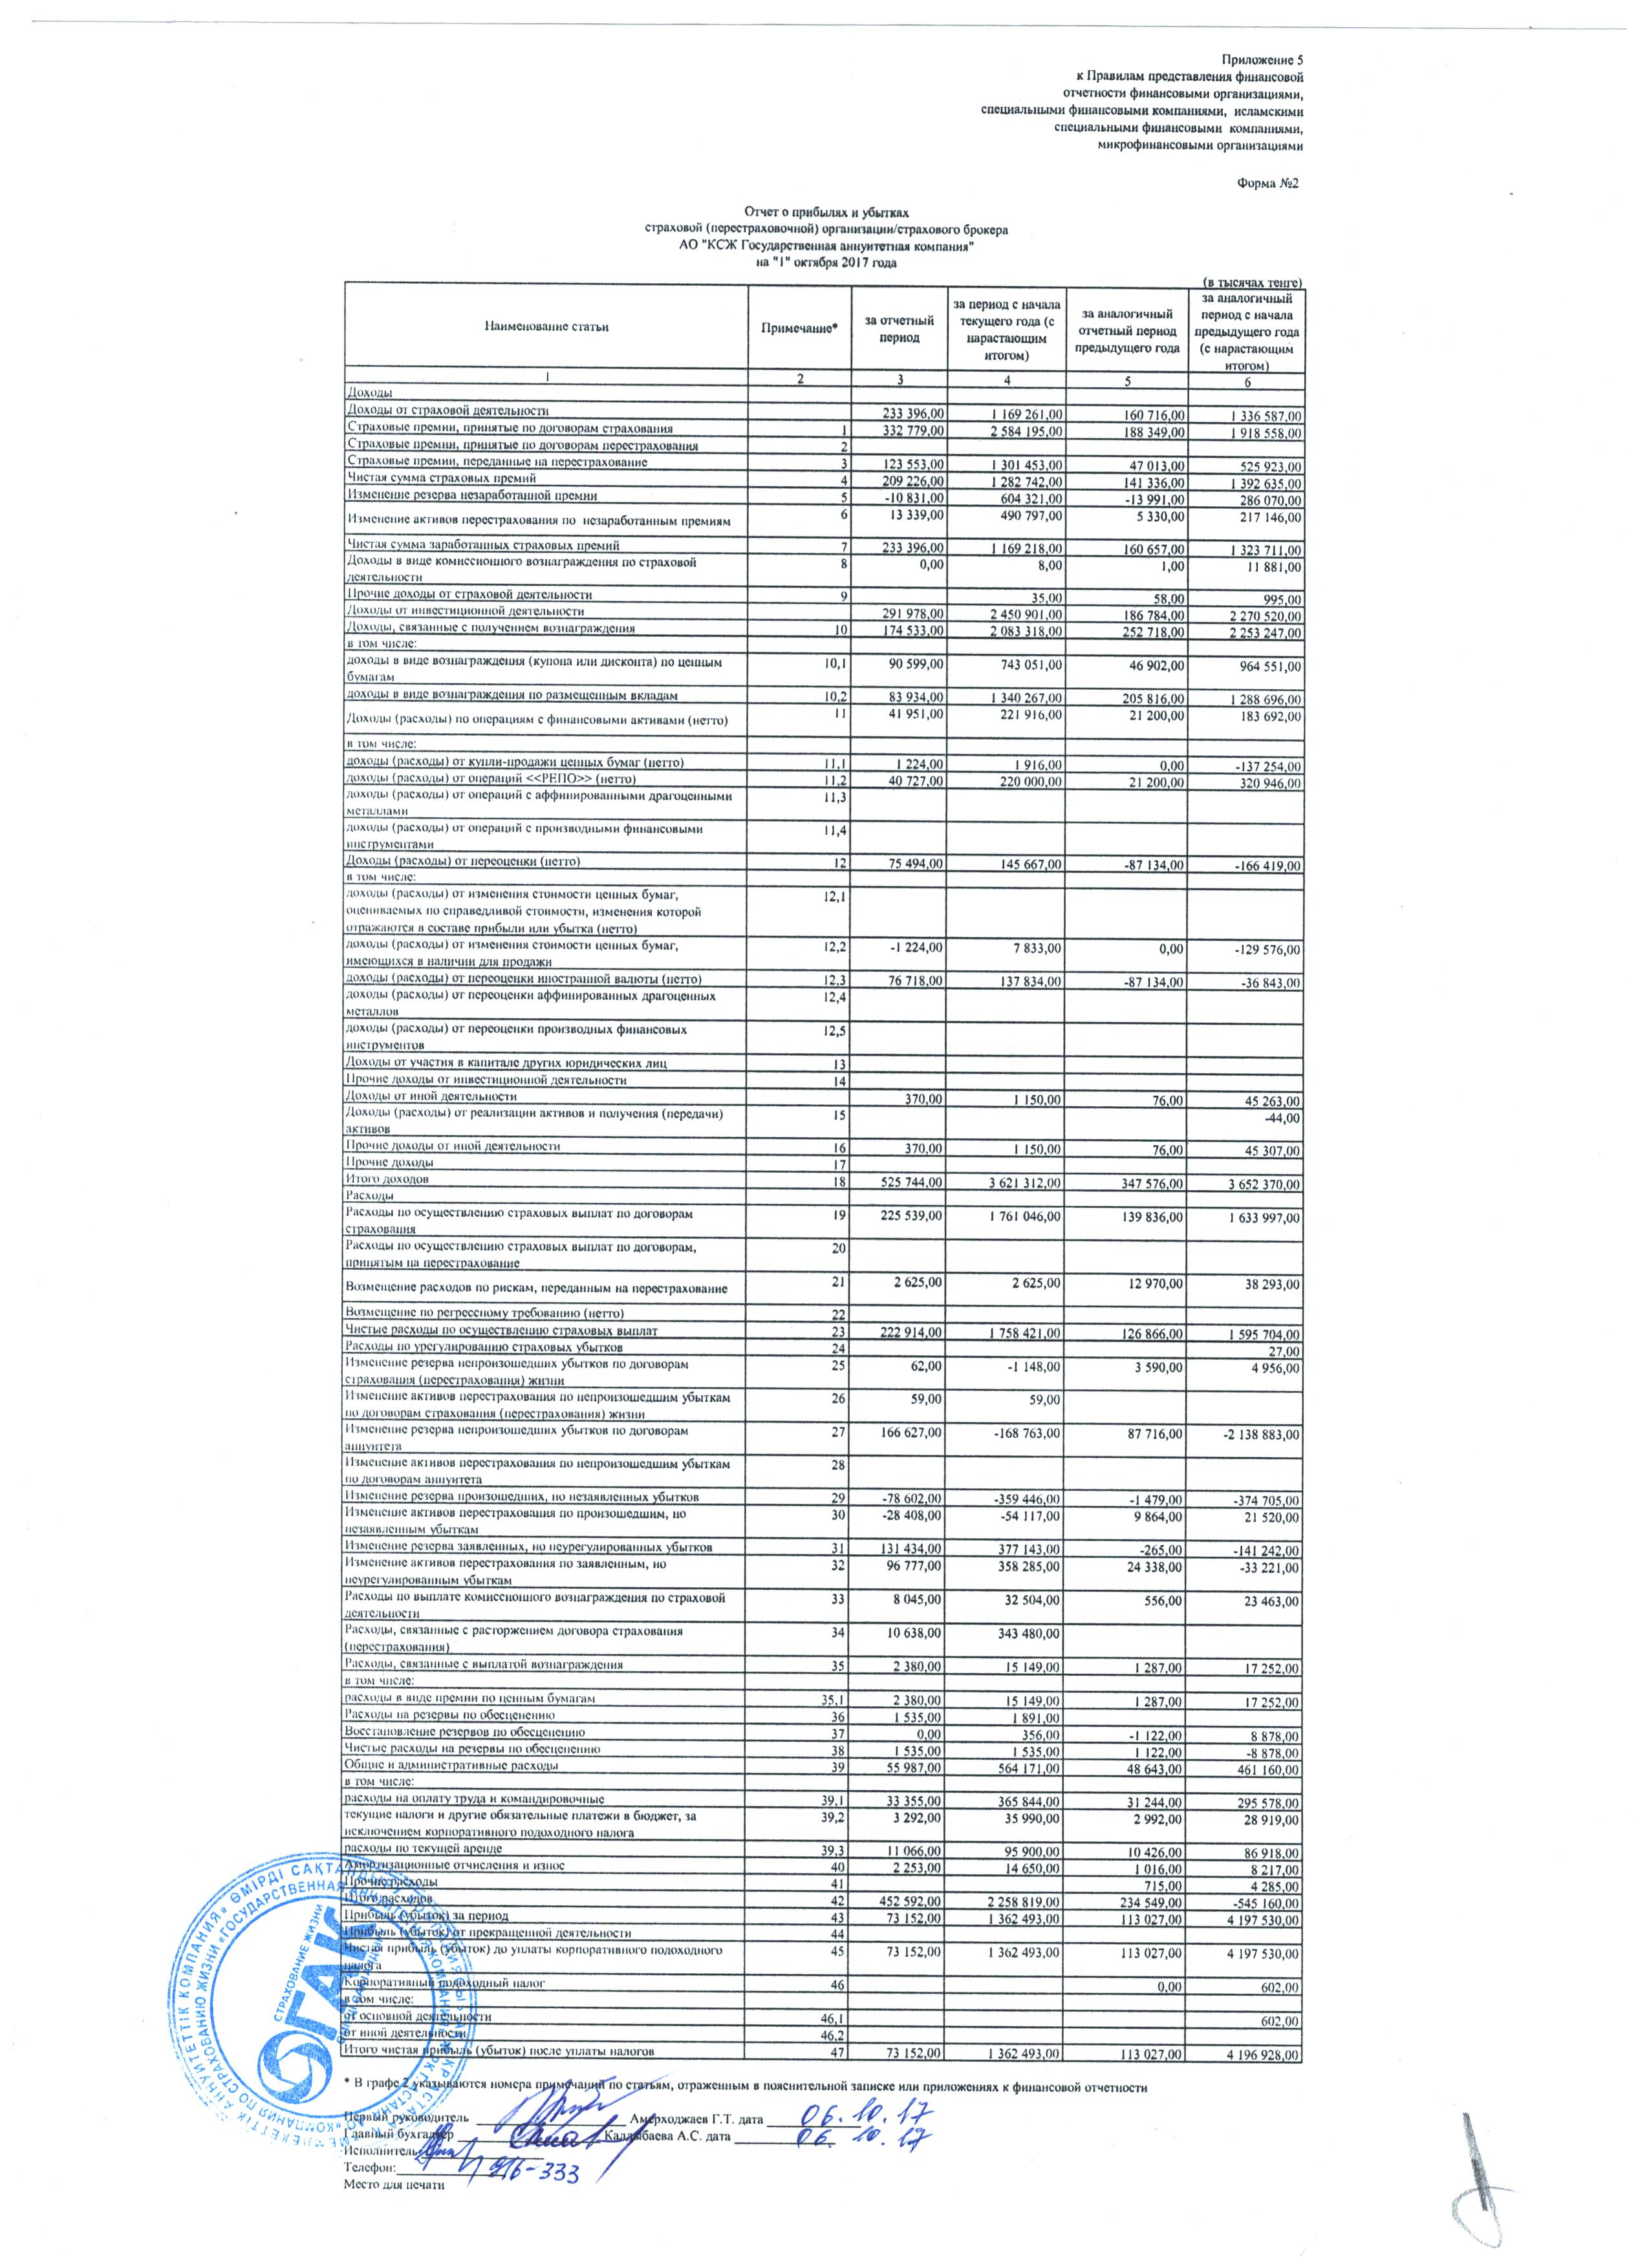 Приложение 5
к Правилам представления финансовой
отчетности финансовыми организациями,
специальными финансовыми компаниями, исламскими
специальными финансовыми компаниями,
микрофинансовыми организациями
Форма №2
Отчет о прибылях и убытках
страховой (перестраховочной) организации/страхового брокера
АО "КСЖ Государственная аннуитетная компания"
на "1" октября 2017 года
(в тысячах тенге)
Наименование статьи Примечание* за отчетный период за период с начала текущего года (с нарастающим итогом) за аналогичный отчетный период предыдущего года за аналогичный период с начала предыдущего года (с нарастающим итогом)
1 2 3 4 5 6
Доходы
Доходы от страховой деятельности 233 396,00 1 169 261,00 160 716,00 1 336 587,00
Страховые премии, принятые по договорам страхования 1 332 779,00 2 584 195,00 188 349,00 1 918 558,00
Страховые премии, принятые по договорам перестрахования 2
Страховые премии, переданные на перестрахование 3 123 553,00 1 301 453,00 47 013,00 525 923,00
Чистая сумма страховых премий 4 209 226,00 1 282 742,00 141 336,00 1 392 635,00
Изменение резерва незаработанной премии 5 -10 831,00 604 321,00 -13 991,00 286 070,00
Изменение активов перестрахования по незаработанным премиям 6 13 339,00 490 797,00 5 330,00 217 146,00
Чистая сумма заработанных страховых премий 7 233 396,00 1 169 218,00 160 657,00 1 323 711,00
Доходы в виде комиссионного вознаграждения по страховой 8 0,00 8,00 1,00 11 881,00
деятельности
Прочие доходы от страховой деятельности 9 35,00 58,00 995,00
Доходы от инвестиционной деятельности 291 978,00 2 450 901,00 186 784,00 2 270 520,00
Доходы, связанные с получением вознаграждения 10 174 533,00 2 083 318,00 252 718,00 2 253 247,00
в том числе:
доходы в виде вознаграждения (купона или дисконта) по ценным 10,1 90 599,00 743 051,00 46 902,00 964 551,00
бумагам
доходы в виде вознаграждения по размещенным вкладам 10,2 83 934,00 1 340 267,00 205 816,00 1 288 696,00
Доходы (расходы) по операциям с финансовыми активами (нетто) 11 41 951,00 221 916,00 21 200,00 183 692,00
в том числе:
доходы (расходы) от купли-продажи ценных бумаг (нетто) 11,1 1 224,00 1 916,00 0,00 -137 254,00
доходы (расходы) от операций <<РЕПО>> (нетто) 11,2 40 727,00 220 000,00 21 200,00 320 946,00
доходы (расходы) от операций с аффинированными драгоценными 11,3
металлами
доходы (расходы) от операций с производными финансовыми 11,4
инструментами
Доходы (расходы) от переоценки (нетто) 12 75 494,00 145 667,00 -87 134,00 -166 419,00
в том числе:
доходы (расходы) от изменения стоимости ценных бумаг, 12,1
оцениваемых по справедливой стоимости, изменения которой
отражаются в составе прибыли или убытка (нетто)
доходы (расходы) от изменения стоимости ценных бумаг, 12,2 -1 224,00 7 833,00 0,00 -129 576,00
имеющихся в наличии для продажи
доходы (расходы) от переоценки иностранной валюты (нетто) 12,3 76 718,00 137 834,00 -87 134,00 -36 843,00
доходы (расходы) от переоценки аффинированных драгоценных 12,4
металлов
доходы (расходы) от переоценки производных финансовых 12,5
инструментов
Доходы от участия в капитале других юридических лиц 13
Прочие доходы от инвестиционной деятельности 14
Доходы от иной деятельности 370,00 1 150,00 76,00 45 263,00
Доходы (расходы) от реализации активов и получения (передачи) 15 -44,00
активов
Прочие доходы от иной деятельности 16 370,00 1 150,00 76,00 45 307,00
Прочие доходы 17
Итого доходов 18 525 744,00 3 621 312,00 347 576,00 3 652 370,00
Расходы
Расходы по осуществлению страховых выплат по договорам 19 225 539,00 1 761 046,00 139 836,00 1 633 997,00
страхования
Расходы по осуществлению страховых выплат по договорам, 20
принятым на перестрахование
Возмещение расходов по рискам, переданным на перестрахование 21 2 625,00 2 625,00 12 970,00 38 293,00
Возмещение по регрессному требованию (нетто) 22
Чистые расходы по осуществлению страховых выплат 23 222 914,00 1 758 421,00 126 866,00 1 595 704,00
Расходы по урегулированию страховых убытков 24 27,00
Изменение резерва непроизошедших убытков по договорам 25 62,00 -1 148,00 3 590,00 4 956,00
страхования (перестрахования) жизни
Изменение активов перестрахования по непроизошедшим убыткам 26 59,00 59,00
по договорам страхования (перестрахования) жизни
Изменение резерва непроизошедших убытков по договорам 27 166 627,00 -168 763,00 87 716,00 -2 138 883,00
аннуитета
Изменение активов перестрахования по непроизошедшим убыткам 28
по договорам аннуитета
Изменение резерва произошедших, но незаявленных убытков 29 -78 602,00 -359 446,00 -1 479,00 -374 705,00
Изменение активов перестрахования по произошедшим, но 30 -28 408,00 -54 117,00 9 864,00 21 520,00
незаявленным убыткам
Изменение резерва заявленных, но неурегулированных убытков 31 131 434,00 377 143,00 -265,00 -141 242,00
Изменение активов перестрахования по заявленным, но 32 96 777,00 358 285,00 24 338,00 -33 221,00
неурегулированным убыткам
Расходы по выплате комиссионного вознаграждения по страховой 33 8 045,00 32 504,00 556,00 23 463,00
деятельности
Расходы, связанные с расторжением договора страхования 34 10 638,00 343 480,00
(перестрахования)
Расходы, связанные с выплатой вознаграждения 35 2 380,00 15 149,00 1 287,00 17 252,00
в том числе:
расходы в виде премии по ценным бумагам 35,1 2 380,00 15 149,00 1 287,00 17 252,00
Расходы на резервы по обесценению 36 1 535,00 1 891,00
Восстановление резервов по обесценению 37 0,00 356,00 -1 122,00 8 878,00
Чистые расходы на резервы по обесценению 38 1 535,00 1 535,00 1 122,00 -8 878,00
Общие и административные расходы 39 55 987,00 564 171,00 48 643,00 461 160,00
в том числе:
расходы на оплату труда и командировочные 39,1 33 355,00 365 844,00 31 244,00 295 578,00
текущие налоги и другие обязательные платежи в бюджет, за 39,2 3 292,00 35 990,00 2 992,00 28 919,00
исключением корпоративного подоходного налога
расходы по текущей аренде 39,3 11 066,00 95 900,00 10 426,00 86 918,00
Амортизационные отчисления и износ 40 2 253,00 14 650,00 1 016,00 8 217,00
Прочие расходы 41 715,00 4 285,00
Итого расходов 42 452 592,00 2 258 819,00 234 549,00 -545 160,00
Прибыль (убыток) за период 43 73 152,00 1 362 493,00 113 027,00 4 197 530,00
Прибыль (убыток) от прекращенной деятельности 44
Чистая прибыль (убыток) до уплаты корпоративного подоходного 45 73 152,00 1 362 493,00 113 027,00 4 197 530,00
налога
Корпоративный подоходный налог 46 0,00 602,00
в том числе:
от основной деятельности 46,1 602,00
от иной деятельности 46,2
Итого чистая прибыль (убыток) после уплаты налогов 47 73 152,00 1 362 493,00 113 027,00 4 196 928,00
* В графе 2 указываются номера примечаний по статьям, отраженным в пояснительной записке или приложениях к финансовой отчетности
Первый руководитель Амерходжаев Г.Т. дата 06.10.17
Главный бухгалтер Калдыбаева А.С. дата 06.10.17
Исполнитель
Телефон: 916-333
Место для печати
ГАК
СТРАХОВАНИЕ ЖИЗНИ